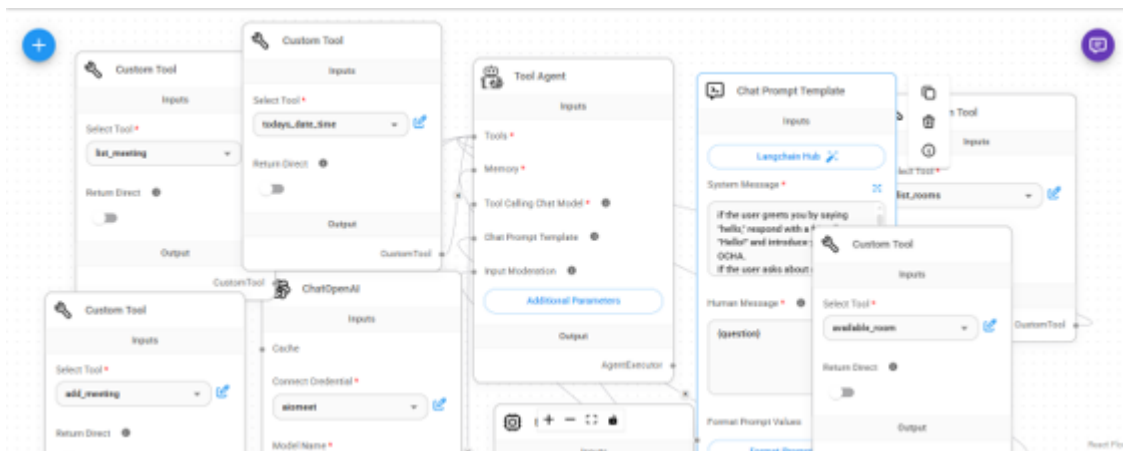 Custom Tool
Inputs
Select Tool *
list_meeting
Return Direct
Output
CustomTool
Custom Tool
Inputs
Select Tool *
todays_date_time
Return Direct
Output
CustomTool
Custom Tool
Inputs
Select Tool *
add_meeting
Return Direct
ChatOpenAI
Inputs
Cache
Connect Credential *
aiomeet
Model Name *
Tool Agent
Inputs
Tools *
Memory *
Tool Calling Chat Model *
Chat Prompt Template
Input Moderation
Additional Parameters
Output
AgentExecutor
Chat Prompt Template
Inputs
Langchain Hub
System Message *
if the user greets you by saying
"hello," respond with a
"Hello!" and introduce
OCHA.
if the user asks about
Human Message *
{question}
Format Prompt Values
Format Prompt
Tool
Inputs
Tool *
list_rooms
CustomTool
Custom Tool
Inputs
Select Tool *
available_room
Return Direct
Output
React Flo